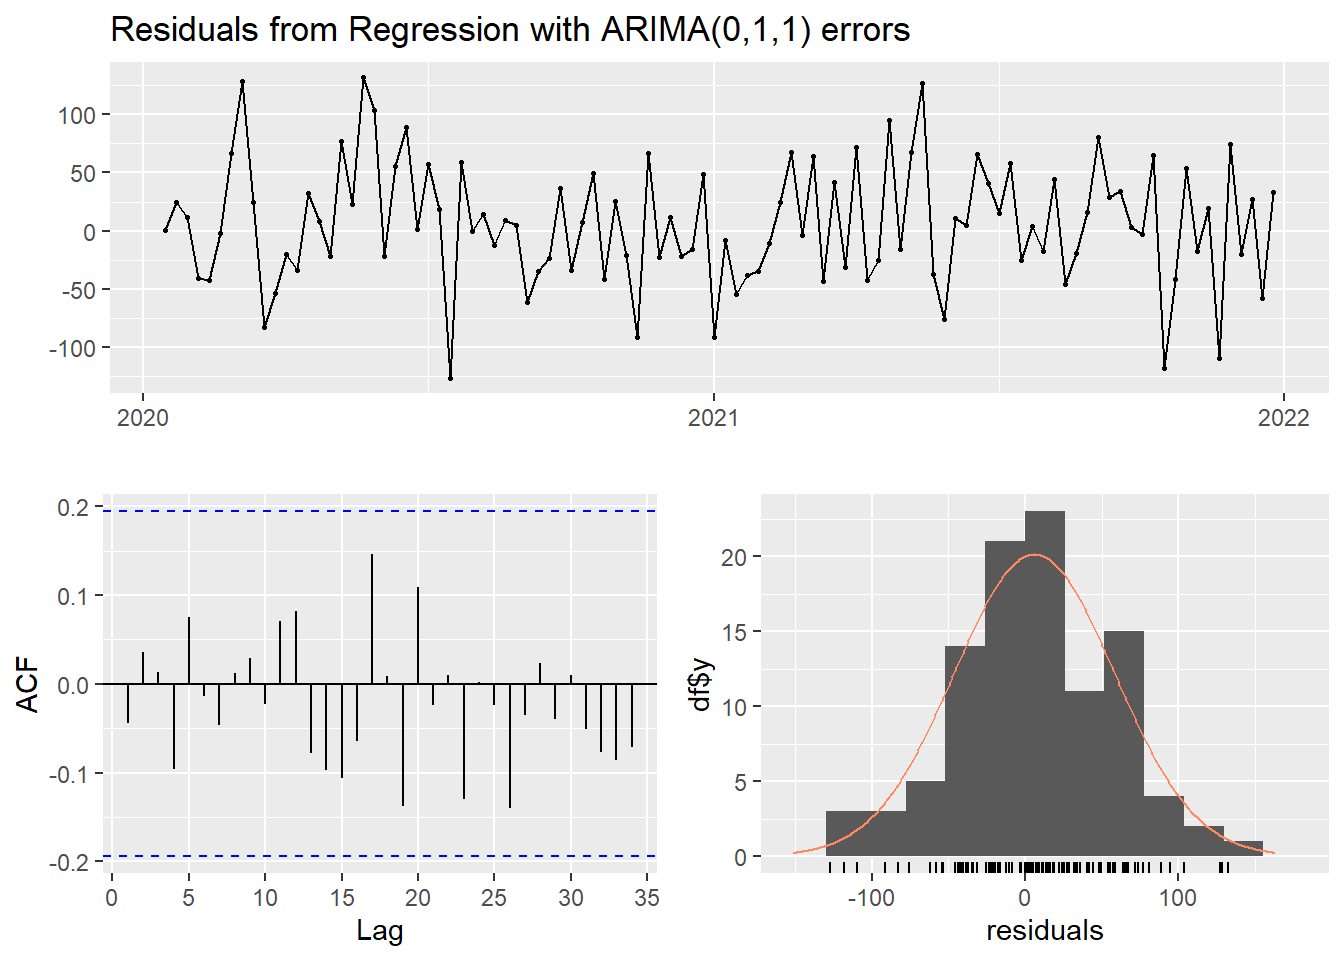 Residuals from Regression with ARIMA(0,1,1) errors
100
50
0
-50
-100
2020 2021 2022
ACF
0.2
0.1
0.0
-0.1
-0.2
0 5 10 15 20 25 30 35
Lag
df$y
20
15
10
5
0
-100 0 100
residuals